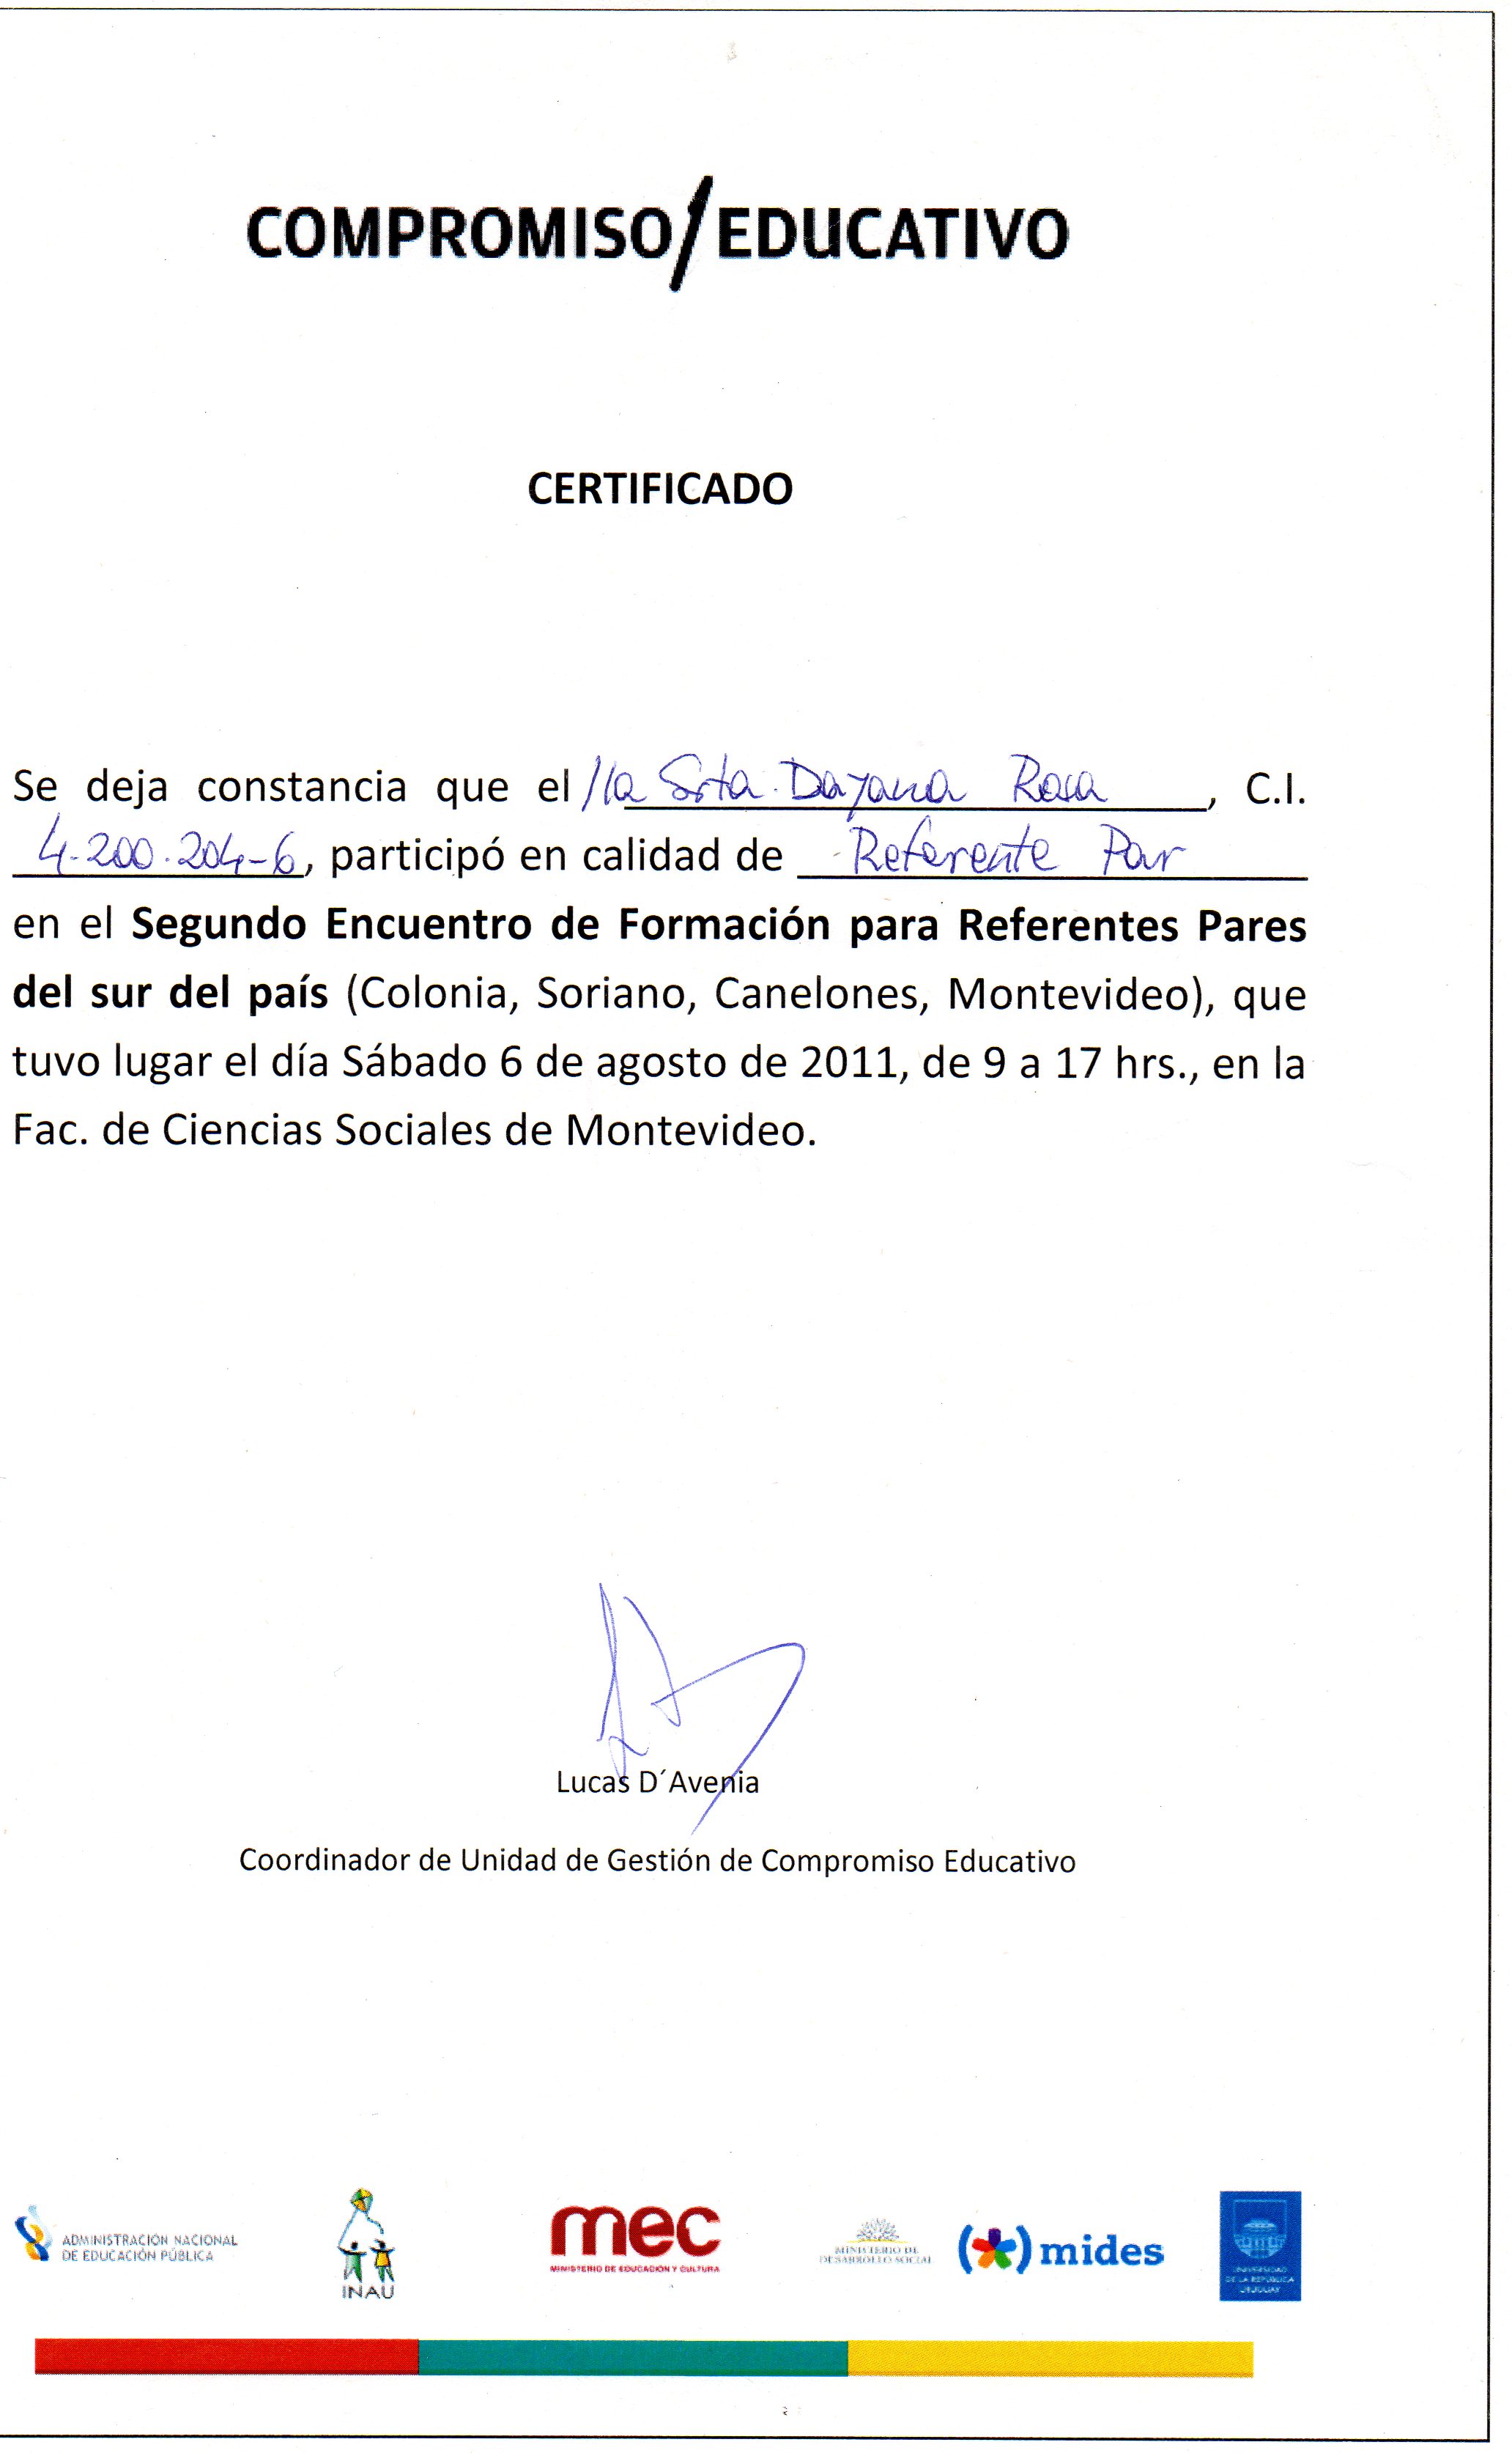 COMPROMISO/EDUCATIVO
CERTIFICADO
Se deja constancia que el/la Srta. Dayana Rosa, C.I.
4.200.204-6, participó en calidad de Referente Par
en el Segundo Encuentro de Formación para Referentes Pares
del sur del país (Colonia, Soriano, Canelones, Montevideo), que
tuvo lugar el día Sábado 6 de agosto de 2011, de 9 a 17 hrs., en la
Fac. de Ciencias Sociales de Montevideo.
Lucas D´Avenia
Coordinador de Unidad de Gestión de Compromiso Educativo
ADMINISTRACIÓN NACIONAL
DE EDUCACIÓN PÚBLICA
INAU
mec
MINISTERIO DE EDUCACIÓN Y CULTURA
MINISTERIO DE
DESARROLLO SOCIAL
(*)mides
UNIVERSIDAD
DE LA REPÚBLICA
URUGUAY